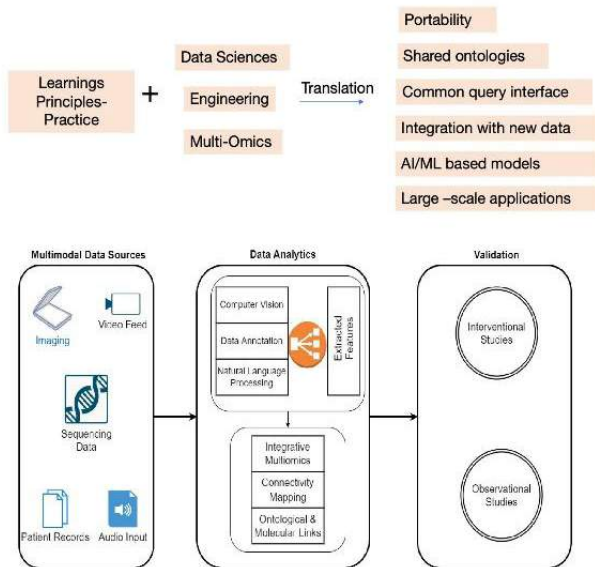 Learnings
Principles-
Practice
+
Data Sciences
Engineering
Multi-Omics
Translation
Portability
Shared ontologies
Common query interface
Integration with new data
AI/ML based models
Large –scale applications
Multimodal Data Sources
Imaging
Video Feed
Sequencing
Data
Patient Records
Audio Input
Data Analytics
Computer Vision
Data Annotation
Natural Language
Processing
Extracted
Features
Integrative
Multiomics
Connectivity
Mapping
Ontological &
Molecular Links
Validation
Interventional
Studies
Observational
Studies